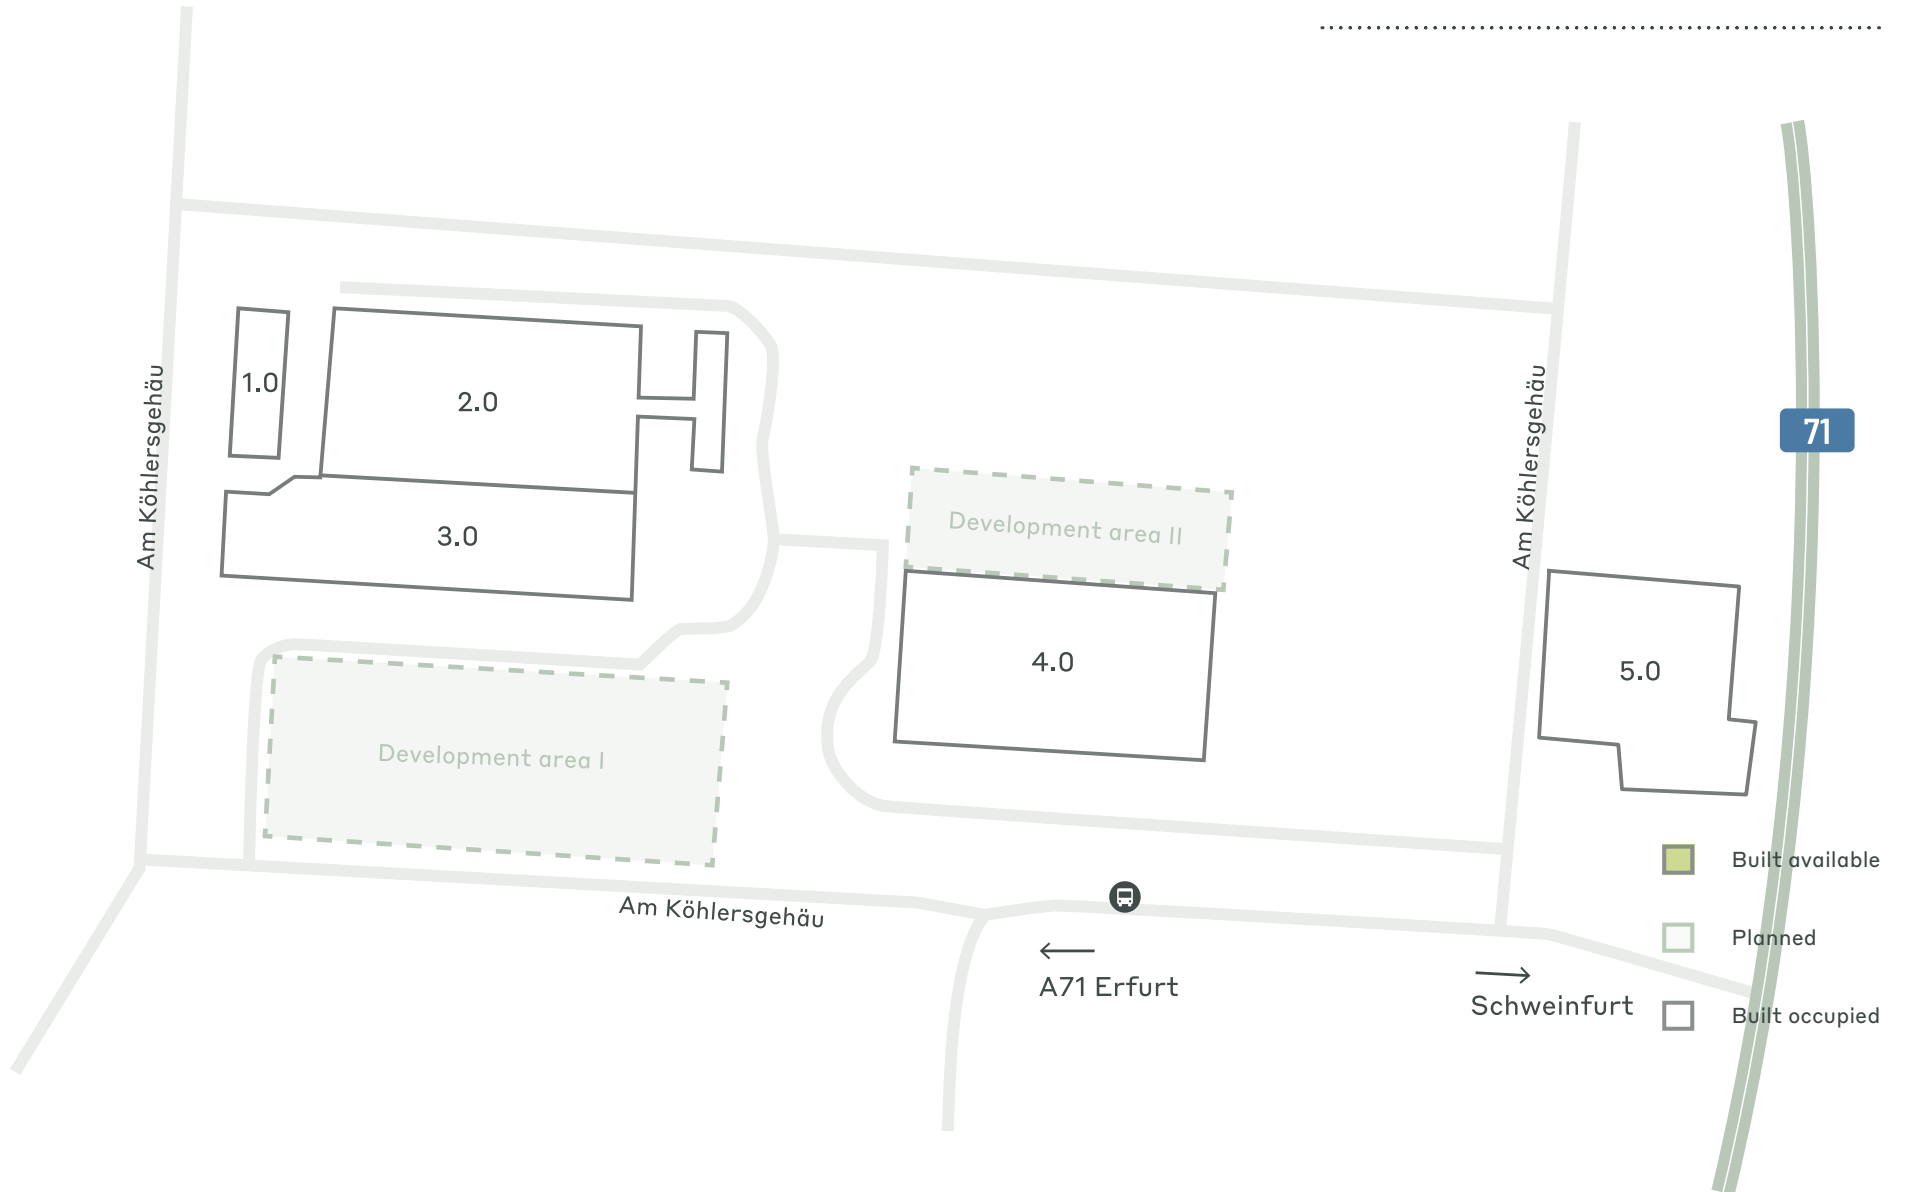 Am Köhlersgehäu
1.0
2.0
3.0
Development area I
Am Köhlersgehäu
Development area II
4.0
Am Köhlersgehäu
5.0
71
A71 Erfurt
Schweinfurt
Built available
Planned
Built occupied